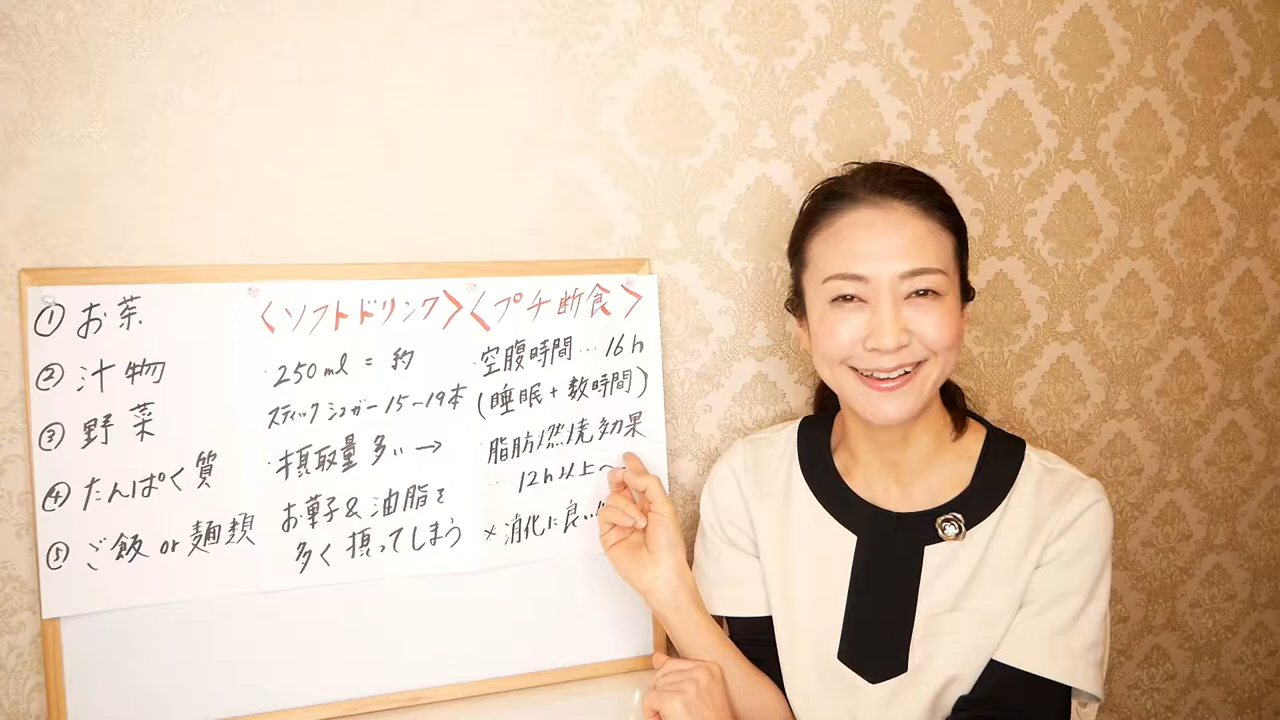 ① お茶
② 汁物
③ 野菜
④ たんぱく質
⑤ ご飯 or 麺類
〈ソフトドリンク〉
・250ml = 約
スティックシュガー 15〜19本
・摂取量 多い →
お菓子 & 油脂を
多く 摂ってしまう
〈プチ断食〉
・空腹時間…16h
(睡眠+数時間)
・脂肪燃焼効果
… 12h以上〜
※消化に良い